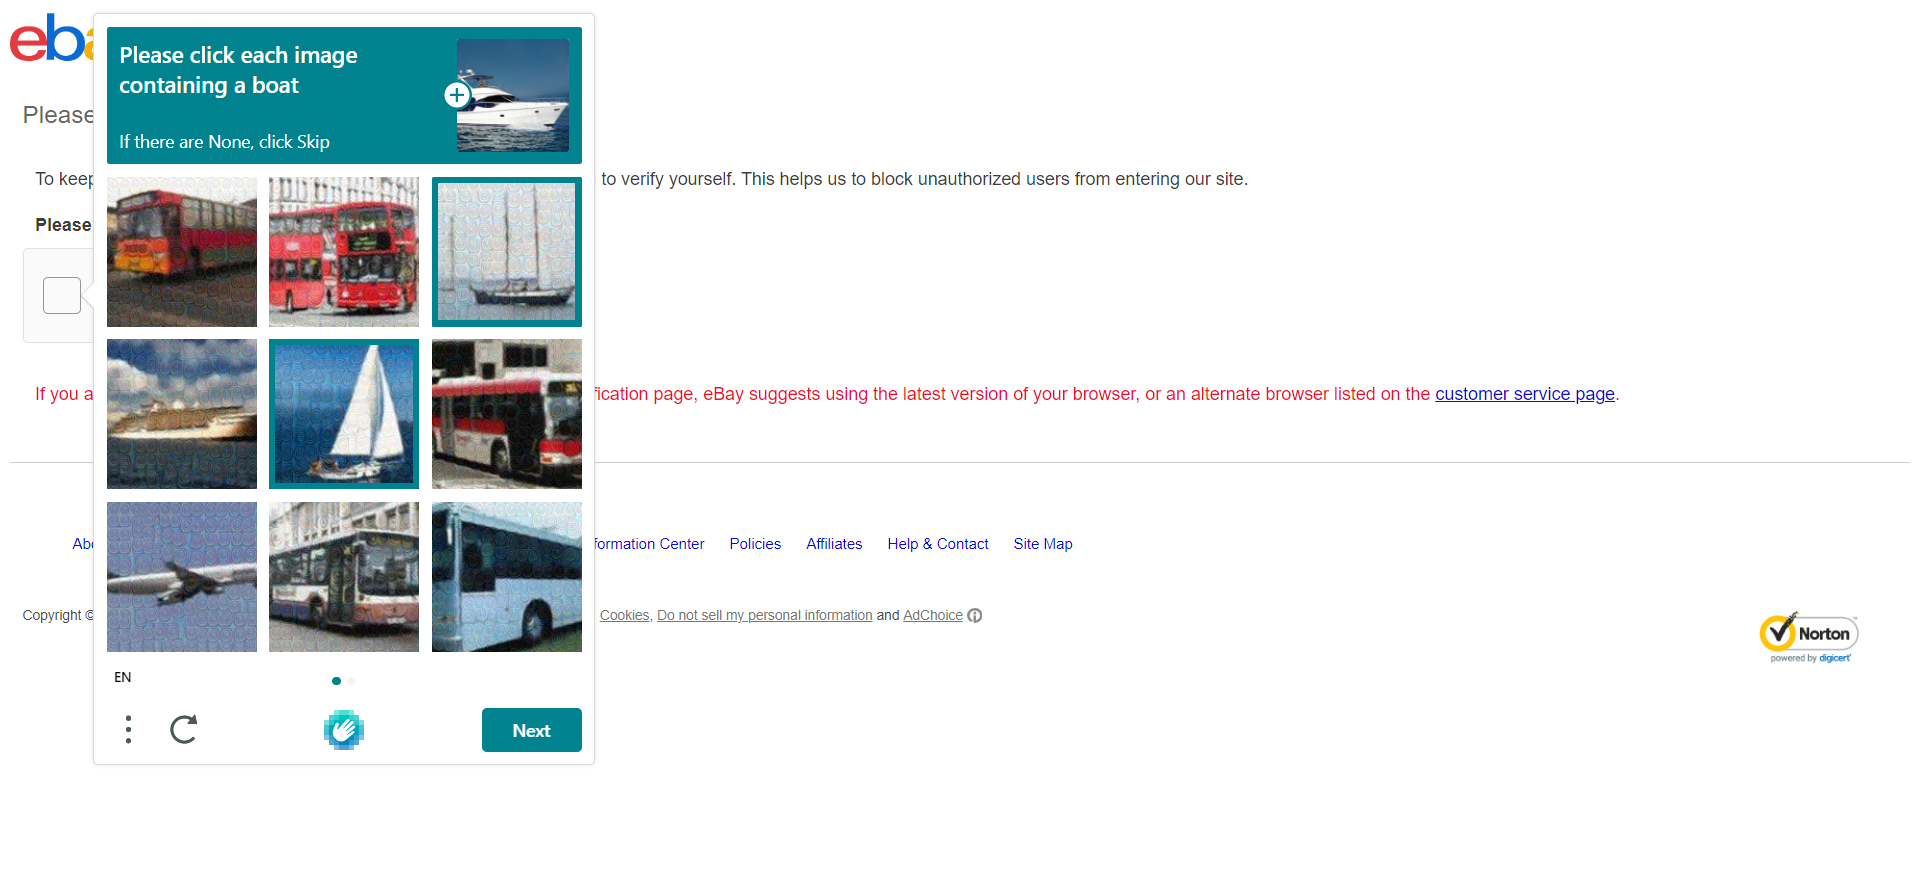 eba
Please click each image
containing a boat
If there are None, click Skip
Please
To keep
to verify yourself. This helps us to block unauthorized users from entering our site.
Please
If you a
fication page, eBay suggests using the latest version of your browser, or an alternate browser listed on the customer service page.
Abo
formation Center Policies Affiliates Help & Contact Site Map
Copyright ©
Cookies, Do not sell my personal information and AdChoice
Norton
powered by digicert
EN
Next